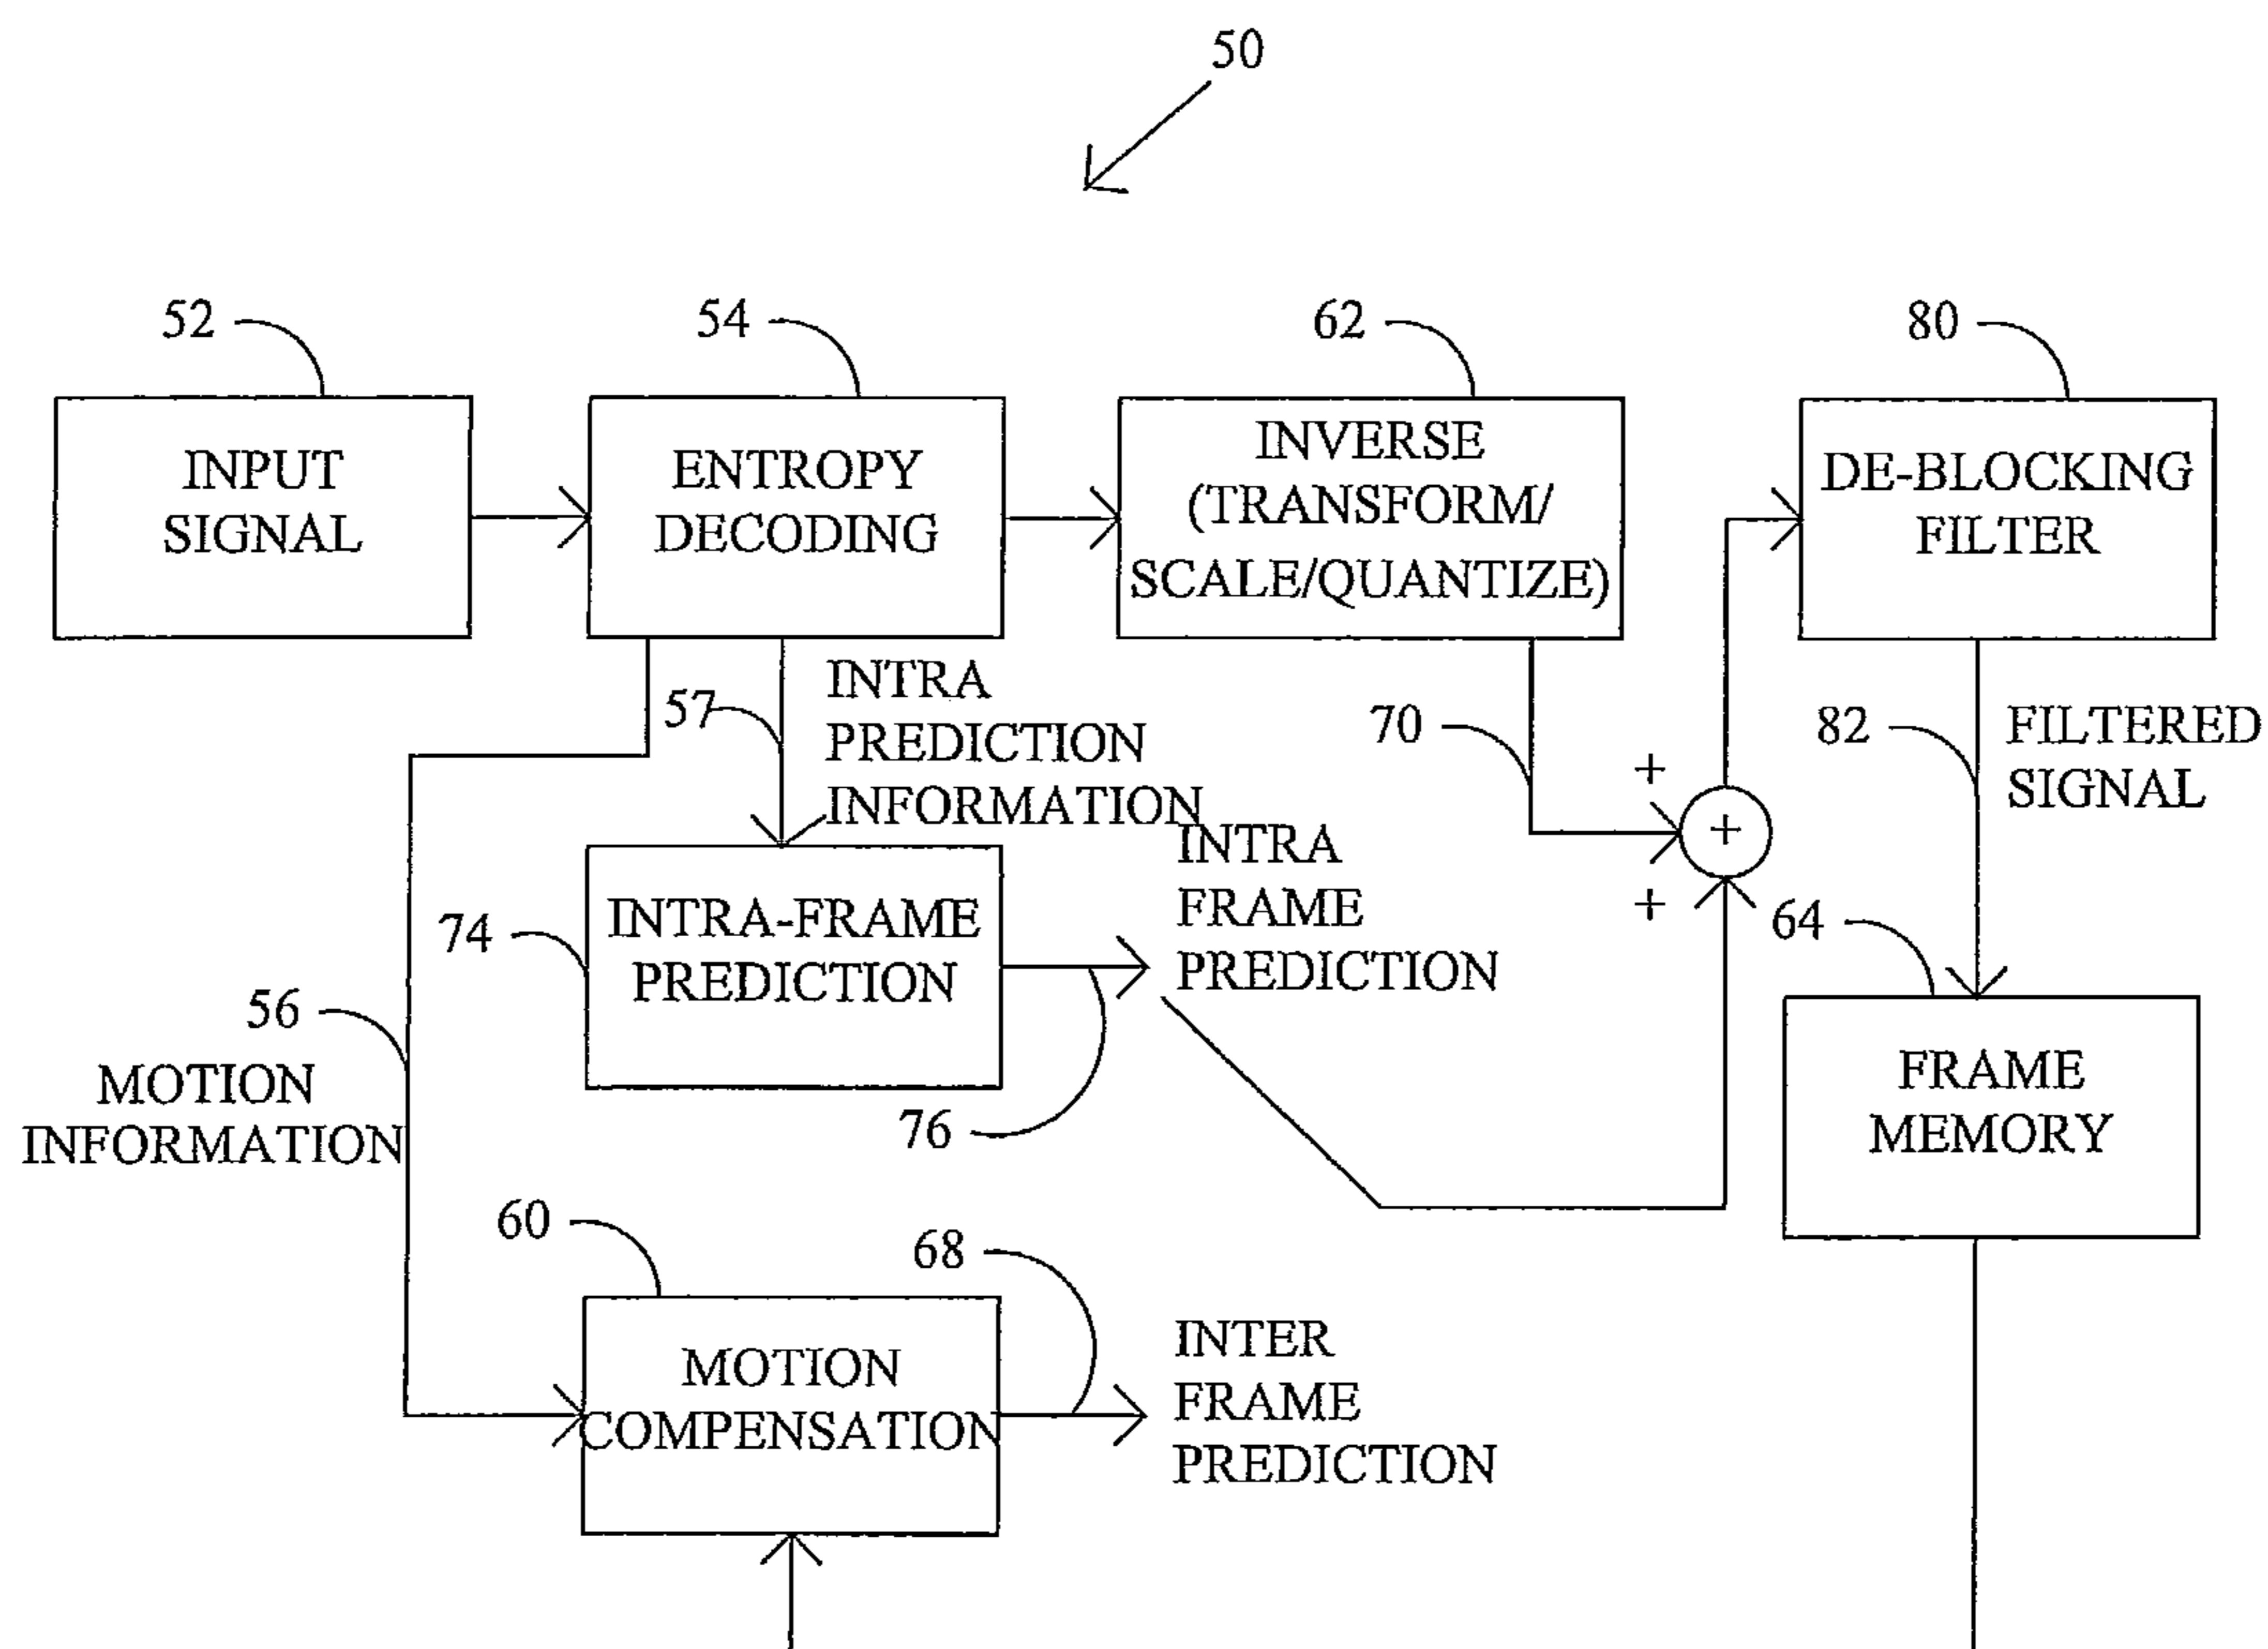 50
52
54
62
80
INPUT
SIGNAL
ENTROPY
DECODING
INVERSE
(TRANSFORM/
SCALE/QUANTIZE)
DE-BLOCKING
FILTER
57
INTRA
PREDICTION
INFORMATION
70
82
FILTERED
SIGNAL
+
+
+
74
INTRA-FRAME
PREDICTION
INTRA
FRAME
PREDICTION
64
56
MOTION
INFORMATION
76
FRAME
MEMORY
60
68
MOTION
COMPENSATION
INTER
FRAME
PREDICTION